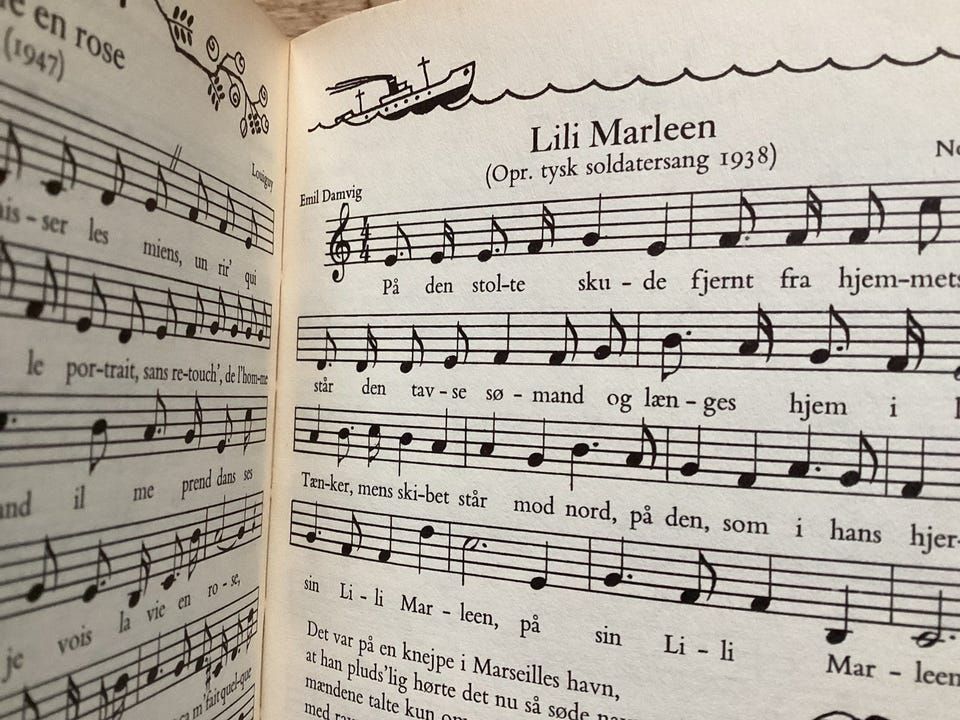 en rose
(1947)
Louiguy
ser les miens, un rir' qui
le por-trait, sans re-touch', de l'hom-me
il me prend dans ses
je vois la vie en ro-se,
m'fait quel-que
Lili Marleen
(Opr. tysk soldatersang 1938)
Emil Damvig
På den stol-te sku-de fjernt fra hjem-mets
står den tav-se sø-mand og læn-ges hjem i
Tæn-ker, mens ski-bet står mod nord, på den, som i hans hjer-
sin Li-li Mar-leen, på sin Li-li Mar-leen
Det var på en knejpe i Marseilles havn,
at han pluds'lig hørte det nu så søde
mændene talte kun
med